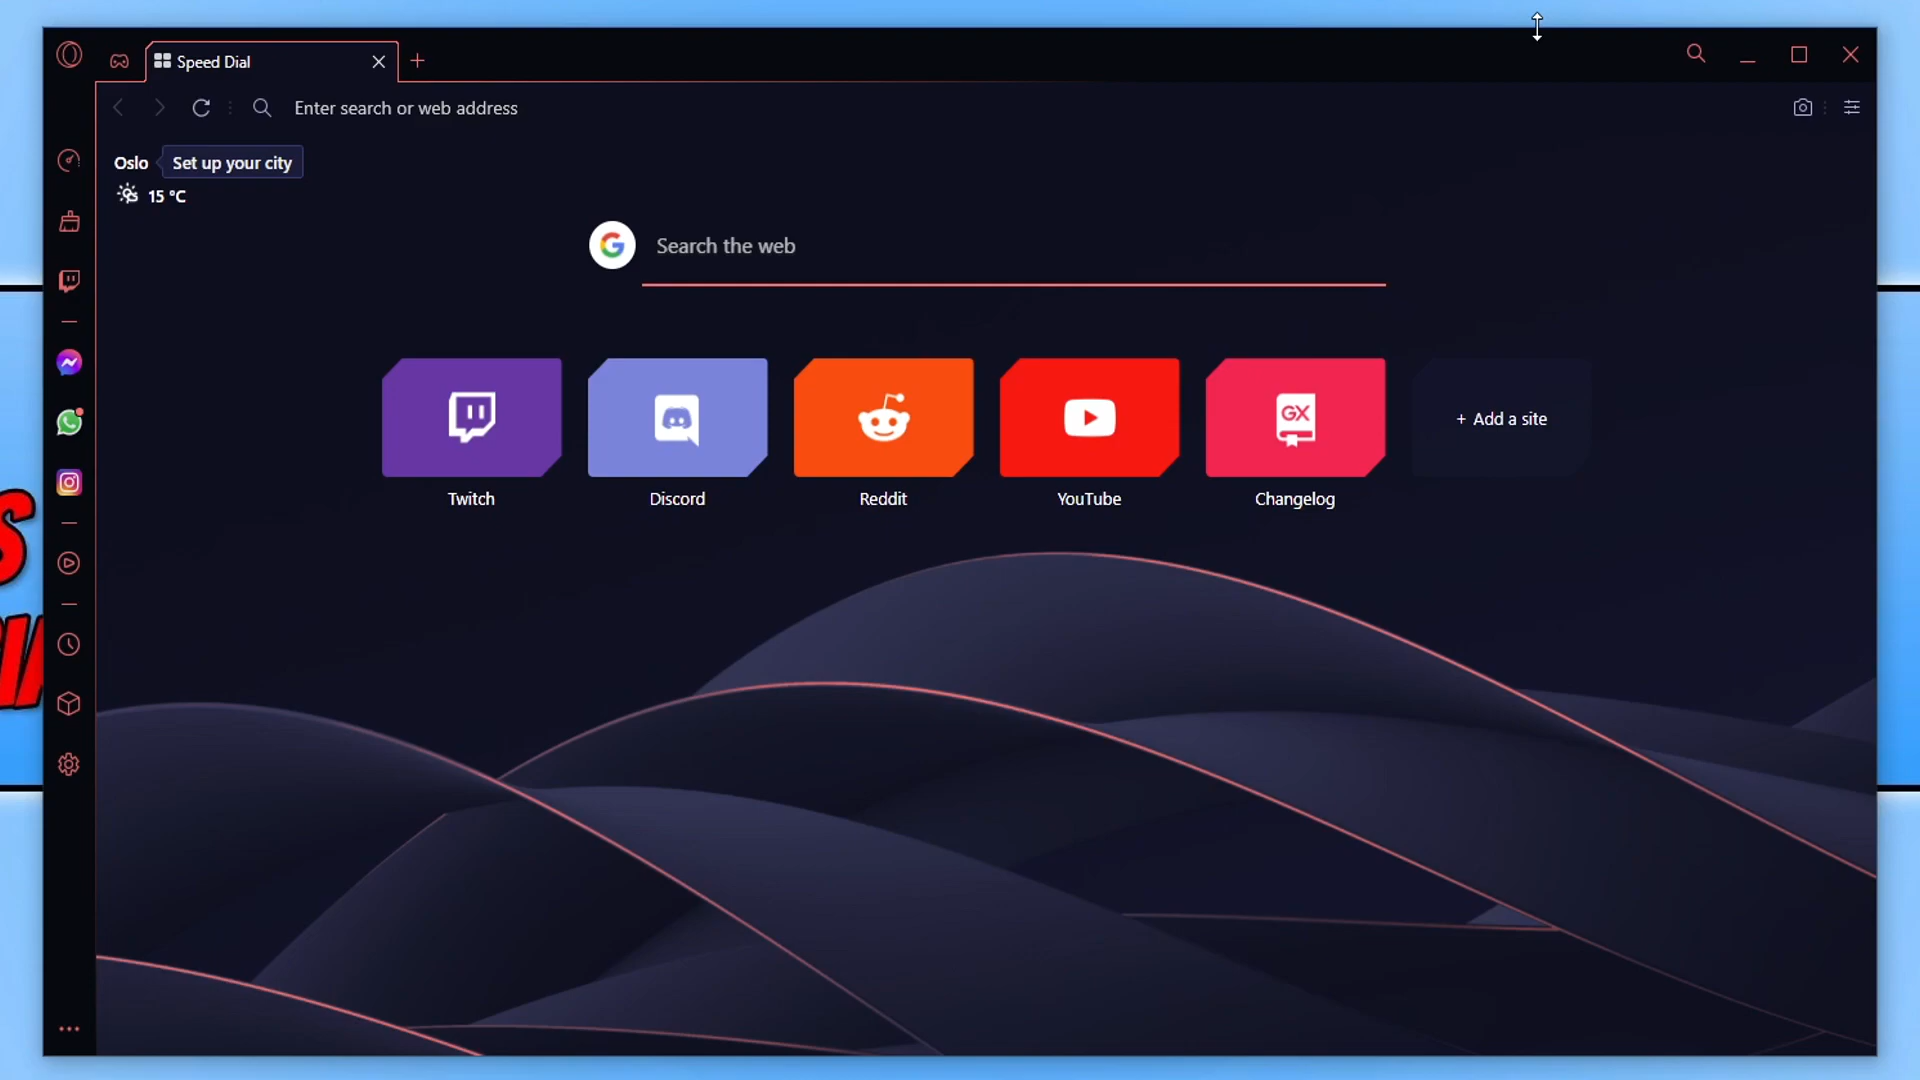 Speed Dial
Enter search or web address
Oslo
Set up your city
15 °C
G
Search the web
GX
+ Add a site
Twitch
Discord
Reddit
YouTube
Changelog
S